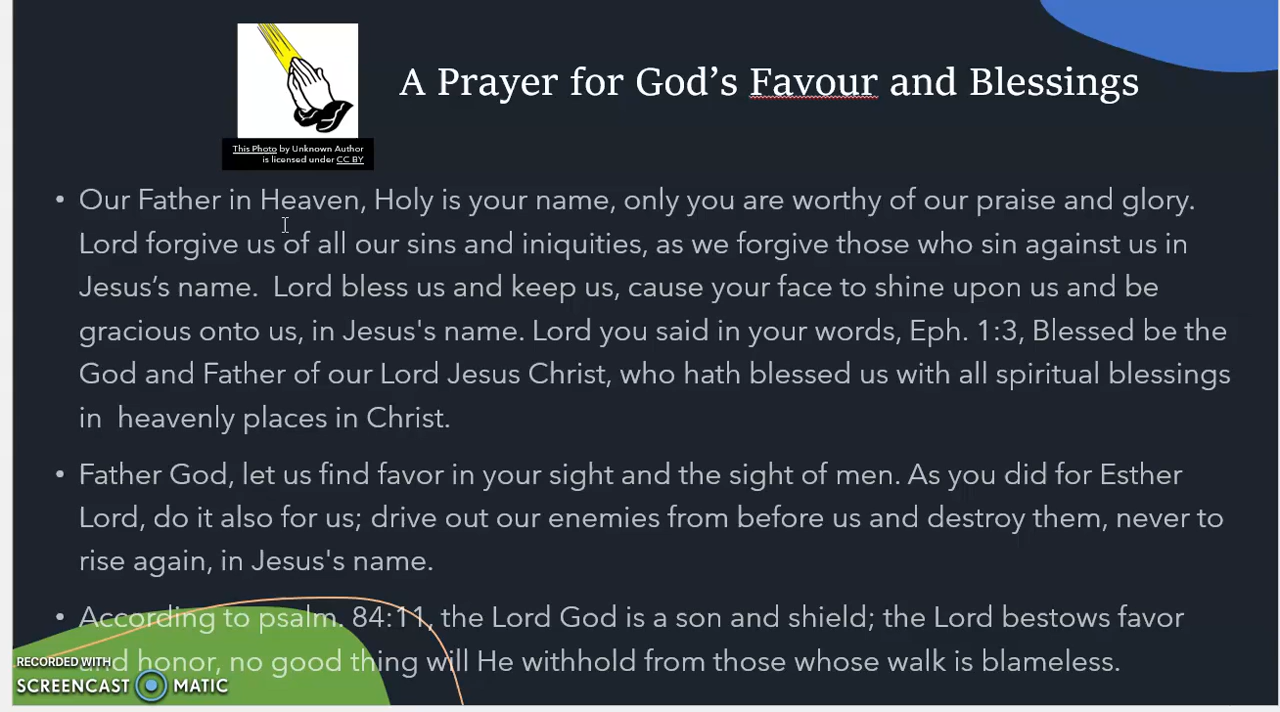 A Prayer for God's Favour and Blessings
This Photo by Unknown Author
is licensed under CC BY
• Our Father in Heaven, Holy is your name, only you are worthy of our praise and glory.
Lord forgive us of all our sins and iniquities, as we forgive those who sin against us in
Jesus's name.  Lord bless us and keep us, cause your face to shine upon us and be
gracious onto us, in Jesus's name. Lord you said in your words, Eph. 1:3, Blessed be the
God and Father of our Lord Jesus Christ, who hath blessed us with all spiritual blessings
in  heavenly places in Christ.
• Father God, let us find favor in your sight and the sight of men. As you did for Esther
Lord, do it also for us; drive out our enemies from before us and destroy them, never to
rise again, in Jesus's name.
• According to psalm. 84:11, the Lord God is a son and shield; the Lord bestows favor
and honor, no good thing will He withhold from those whose walk is blameless.
RECORDED WITH
SCREENCAST MATIC